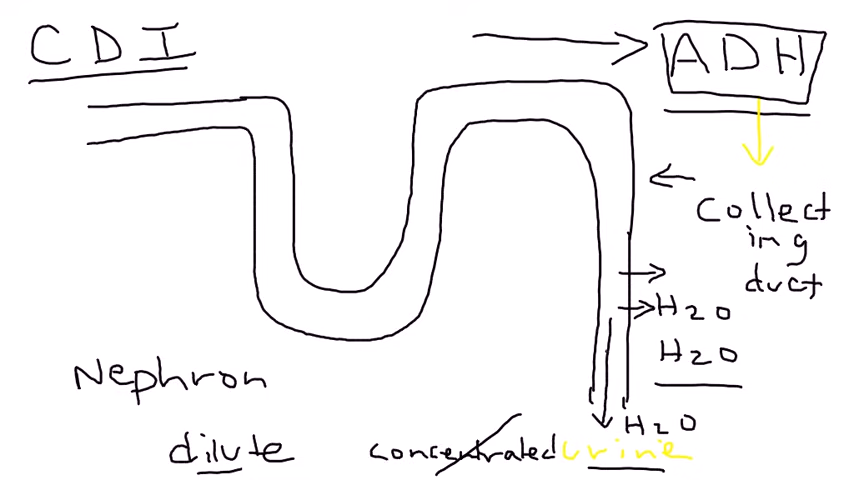 CDI
ADH
Collect
ing
duct
H2O
H2O
H2O
Nephron
dilute concentrated urine